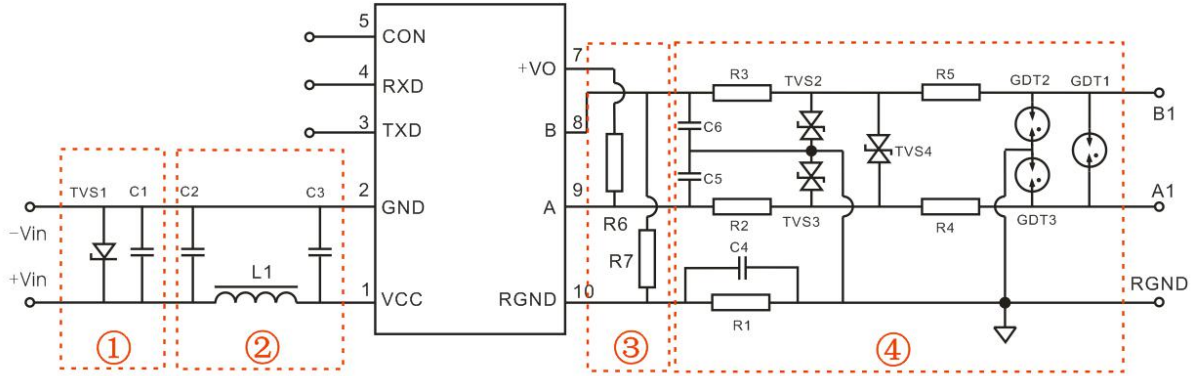 5
CON
7
+VO
4
RXD
3
TXD
B
8
R3
TVS2
R5
GDT2
GDT1
B1
C6
TVS4
C5
TVS1
C1
C2
C3
2
GND
9
A
R6
R2
TVS3
R4
GDT3
A1
−Vin
+Vin
L1
R7
C4
1
VCC
RGND
10
R1
RGND
①
②
③
④